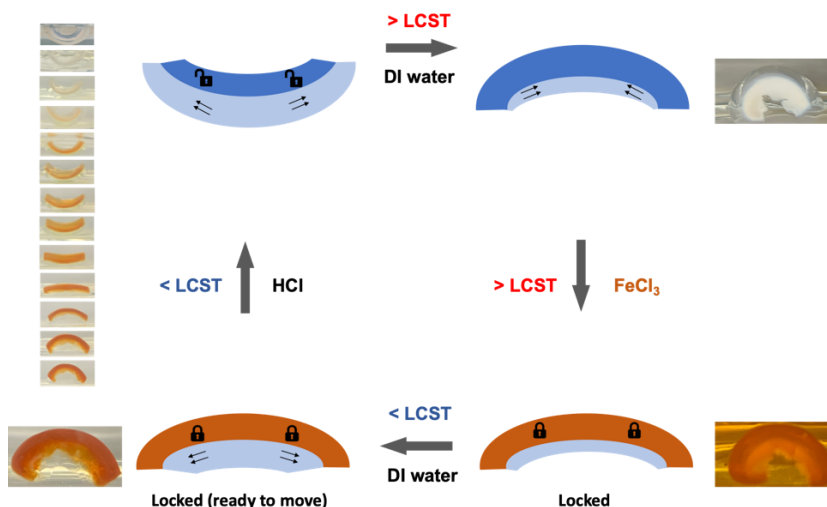 > LCST
DI water
< LCST HCl
> LCST FeCl₃
< LCST
DI water
Locked (ready to move)
Locked